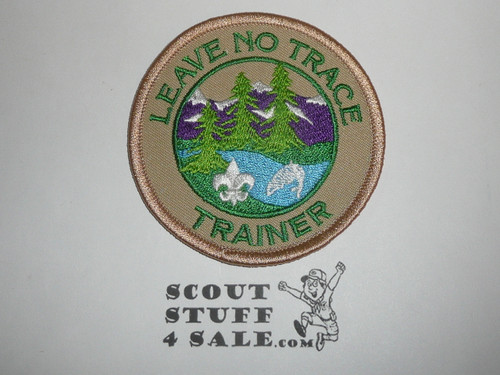 LEAVE NO TRACE
TRAINER
SCOUT
STUFF
4 SALE.com